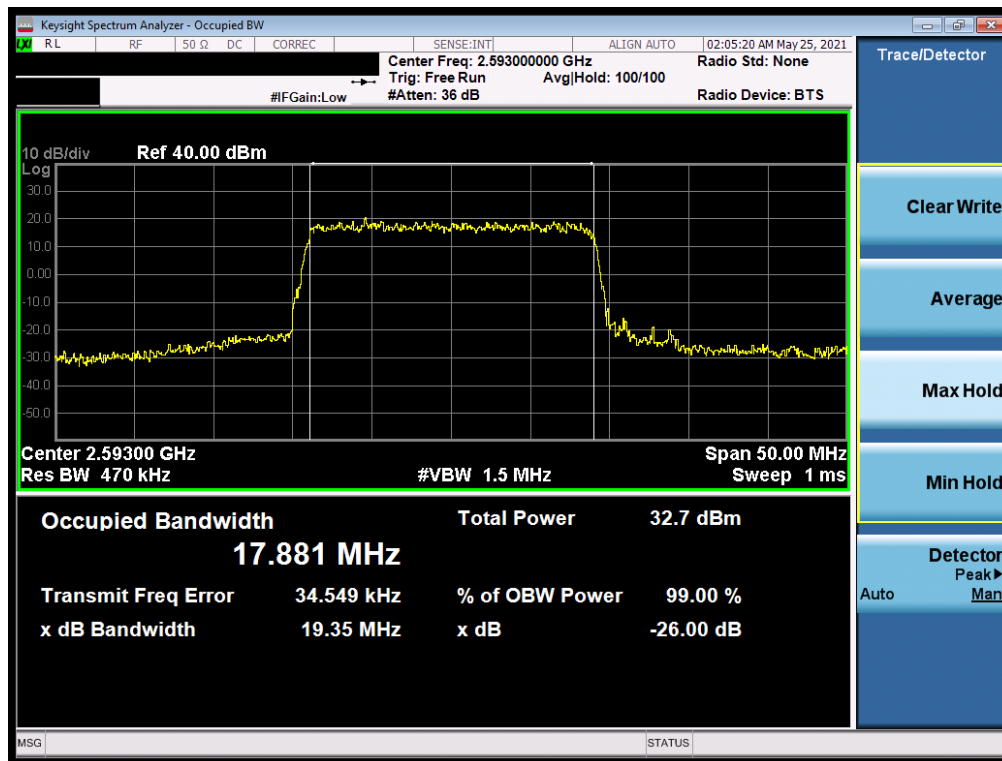 Keysight Spectrum Analyzer - Occupied BW
LXI RL RF 50 Ω DC CORREC SENSE:INT ALIGN AUTO 02:05:20 AM May 25, 2021
Center Freq: 2.593000000 GHz Radio Std: None
Trig: Free Run Avg|Hold: 100/100
#IFGain:Low #Atten: 36 dB Radio Device: BTS
10 dB/div Ref 40.00 dBm
Log
30.0
20.0
10.0
0.00
-10.0
-20.0
-30.0
-40.0
-50.0
Center 2.59300 GHz Span 50.00 MHz
Res BW 470 kHz #VBW 1.5 MHz Sweep 1 ms
Occupied Bandwidth Total Power 32.7 dBm
17.881 MHz
Transmit Freq Error 34.549 kHz % of OBW Power 99.00 %
x dB Bandwidth 19.35 MHz x dB -26.00 dB
MSG STATUS
Trace/Detector
Clear Write
Average
Max Hold
Min Hold
Detector
Peak▶
Auto Man